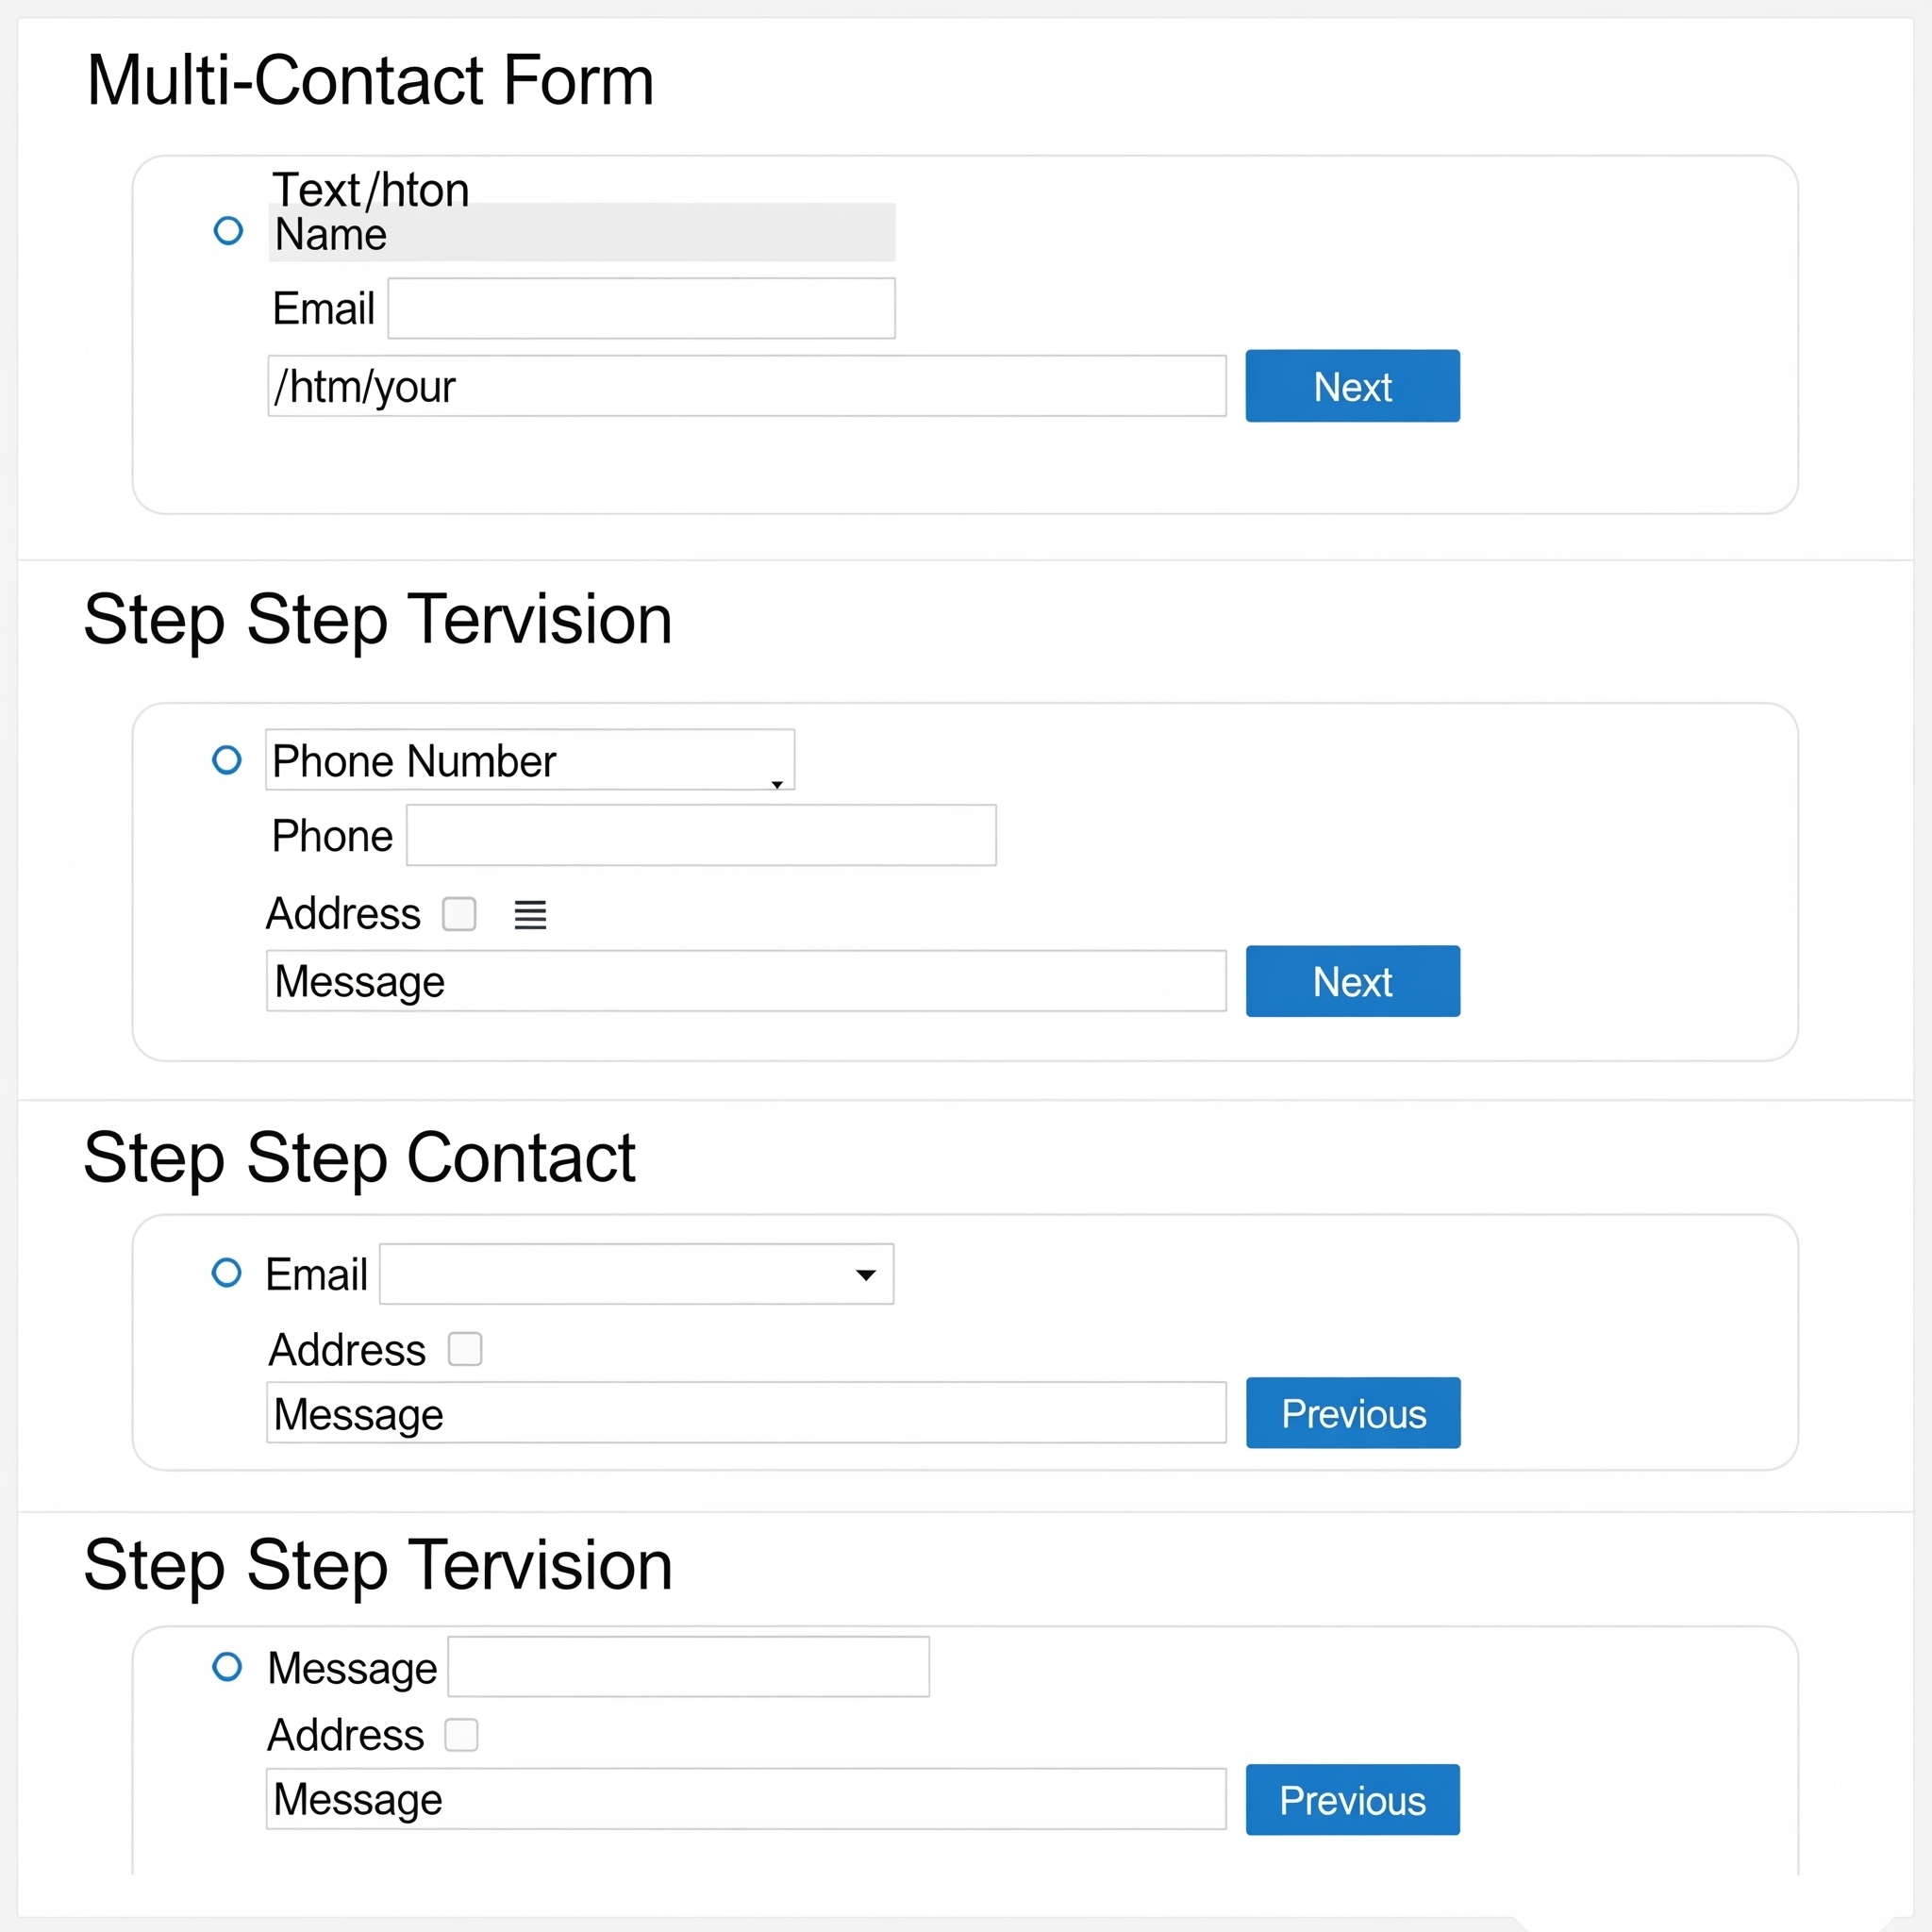 Multi-Contact Form
Text/hton
Name
Email
/htm/your
Next
Step Step Tervision
Phone Number
Phone
Address
Message
Next
Step Step Contact
Email
Address
Message
Previous
Step Step Tervision
Message
Address
Message
Previous